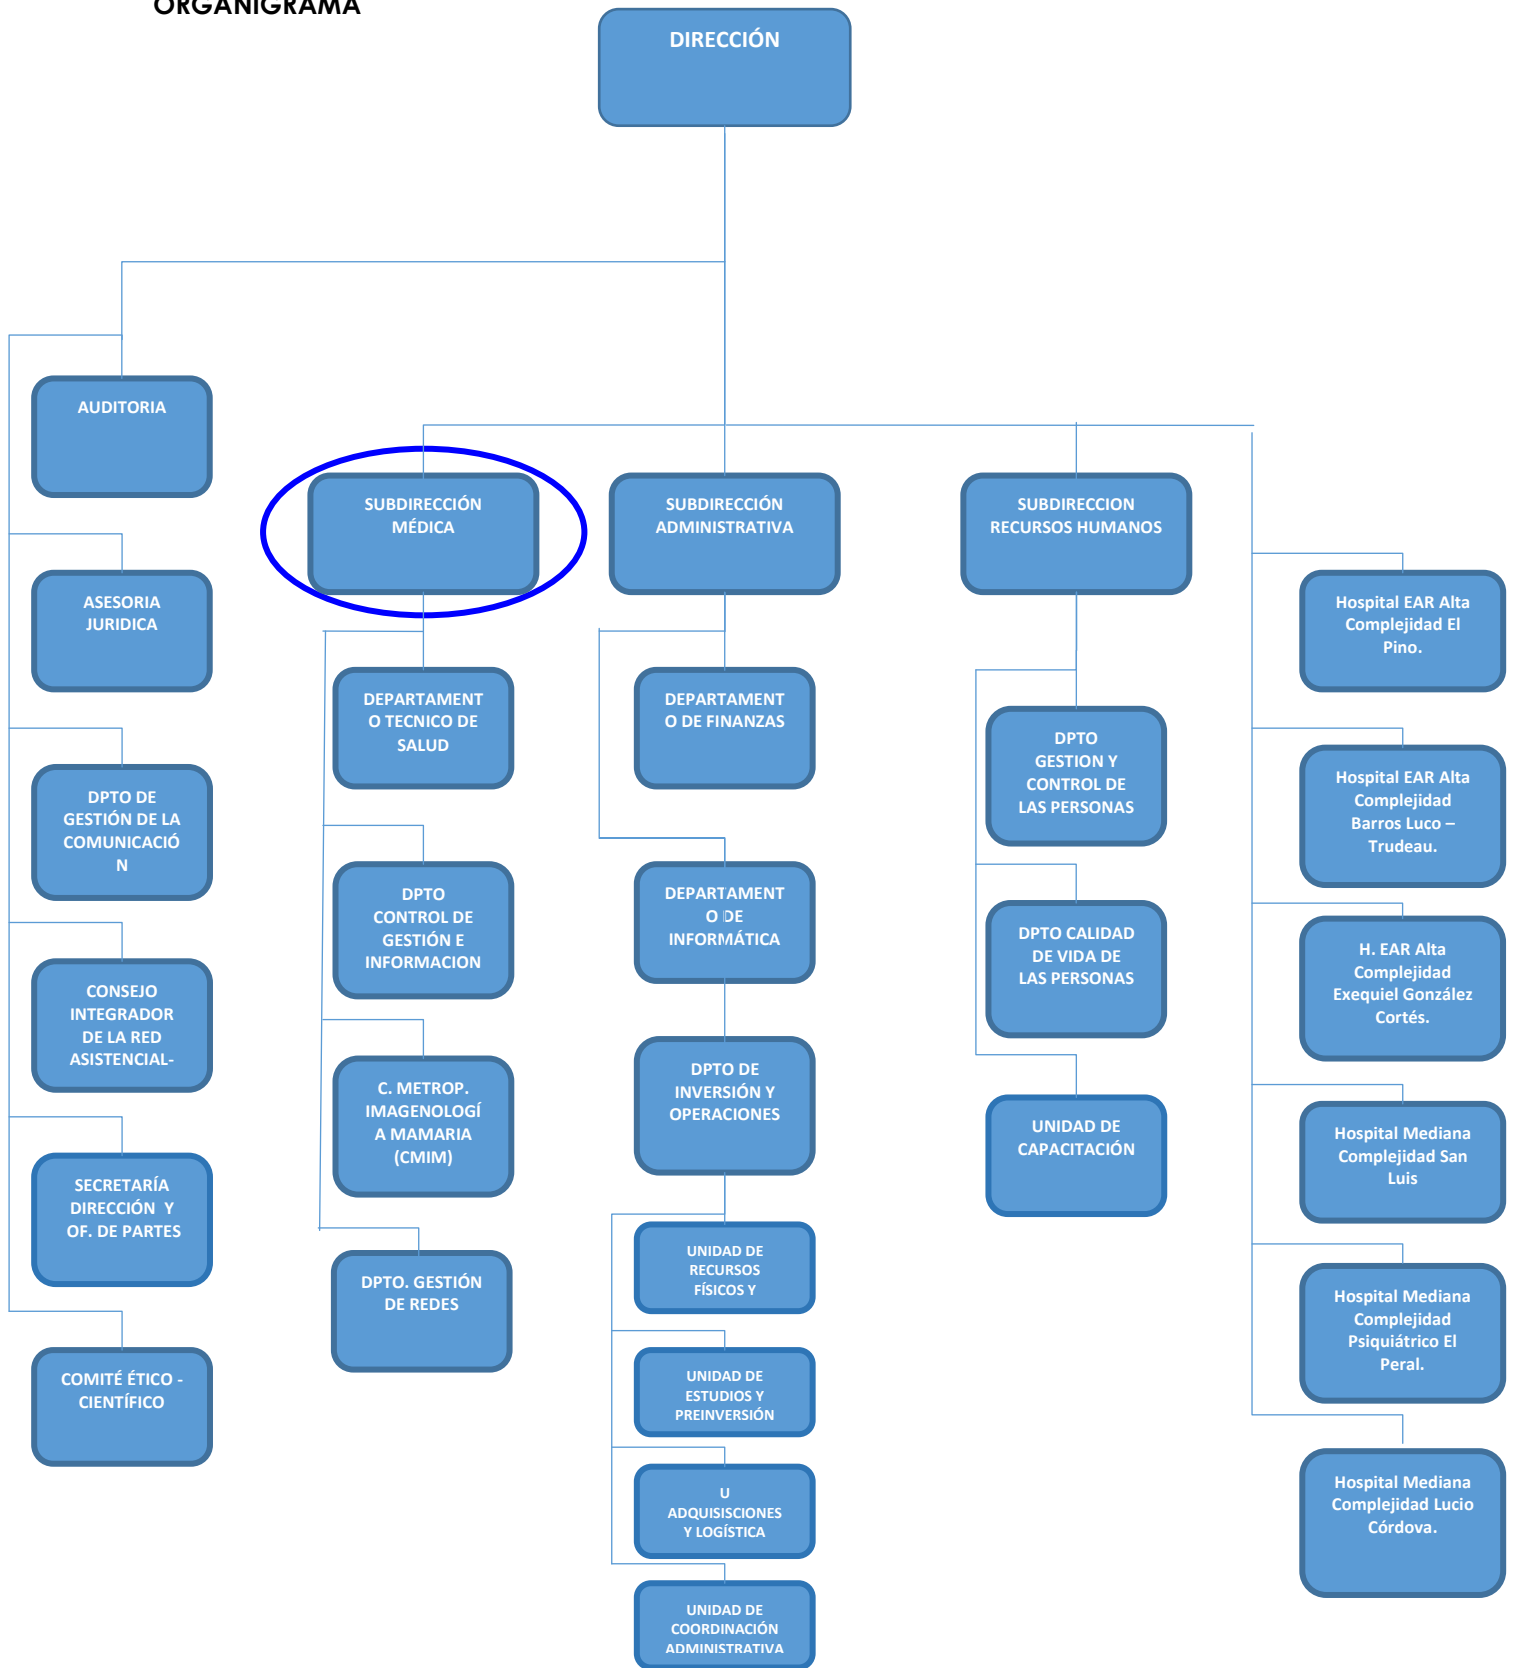 ORGANIGRAMA
DIRECCIÓN
AUDITORIA
ASESORIA
JURIDICA
DPTO DE
GESTIÓN DE LA
COMUNICACIÓ
N
CONSEJO
INTEGRADOR
DE LA RED
ASISTENCIAL-
SECRETARÍA
DIRECCIÓN Y
OF. DE PARTES
COMITÉ ÉTICO -
CIENTÍFICO
SUBDIRECCIÓN
MÉDICA
DEPARTAMENT
O TECNICO DE
SALUD
DPTO
CONTROL DE
GESTIÓN E
INFORMACION
C. METROP.
IMAGENOLOGÍ
A MAMARIA
(CMIM)
DPTO. GESTIÓN
DE REDES
SUBDIRECCIÓN
ADMINISTRATIVA
DEPARTAMENT
O DE FINANZAS
DEPARTAMENT
O DE
INFORMÁTICA
DPTO DE
INVERSIÓN Y
OPERACIONES
UNIDAD DE
RECURSOS
FÍSICOS Y
UNIDAD DE
ESTUDIOS Y
PREINVERSIÓN
U
ADQUISISCIONES
Y LOGÍSTICA
UNIDAD DE
COORDINACIÓN
ADMINISTRATIVA
SUBDIRECCION
RECURSOS HUMANOS
DPTO
GESTION Y
CONTROL DE
LAS PERSONAS
DPTO CALIDAD
DE VIDA DE
LAS PERSONAS
UNIDAD DE
CAPACITACIÓN
Hospital EAR Alta
Complejidad El
Pino.
Hospital EAR Alta
Complejidad
Barros Luco –
Trudeau.
H. EAR Alta
Complejidad
Exequiel González
Cortés.
Hospital Mediana
Complejidad San
Luis
Hospital Mediana
Complejidad
Psiquiátrico El
Peral.
Hospital Mediana
Complejidad Lucio
Córdova.